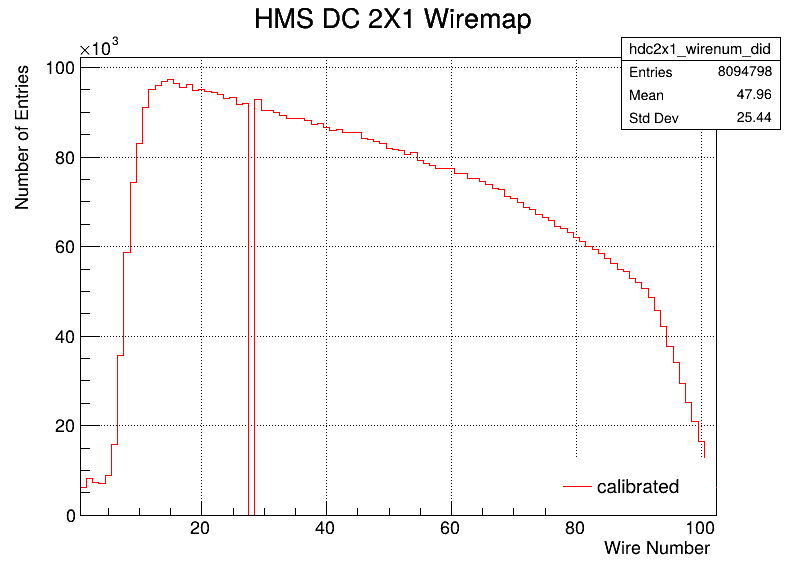 HMS DC 2X1 Wiremap
×10³
hdc2x1_wirenum_did
Entries 8094798
Mean 47.96
Std Dev 25.44
Number of Entries
100
80
60
40
20
0
calibrated
20 40 60 80 100
Wire Number